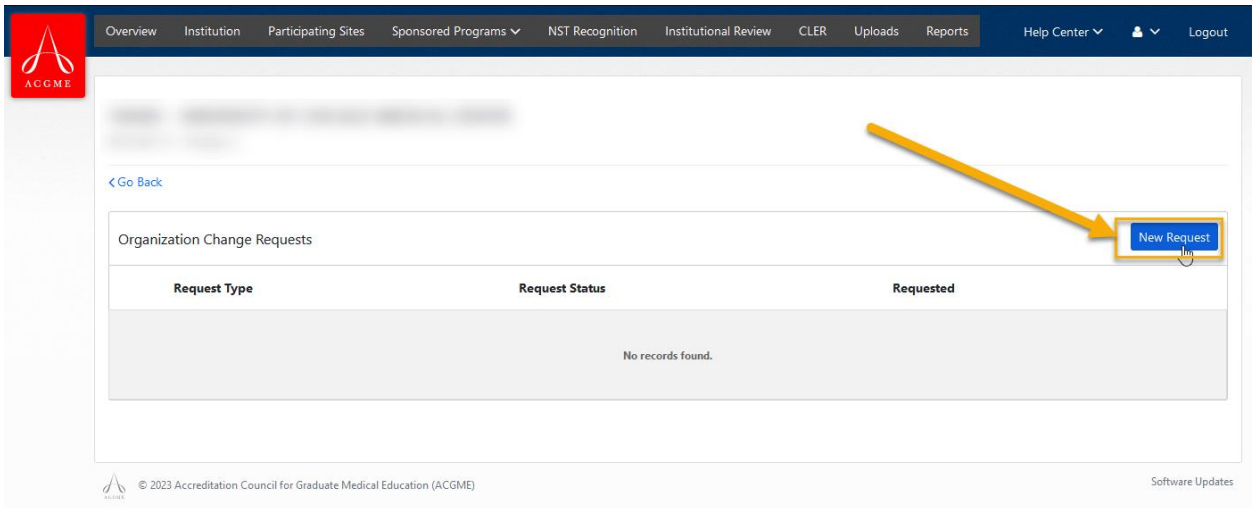 Overview Institution Participating Sites Sponsored Programs NST Recognition Institutional Review CLER Uploads Reports Help Center Logout
ACGME
Go Back
Organization Change Requests New Request
Request Type Request Status Requested
No records found.
© 2023 Accreditation Council for Graduate Medical Education (ACGME) Software Updates
ACGME